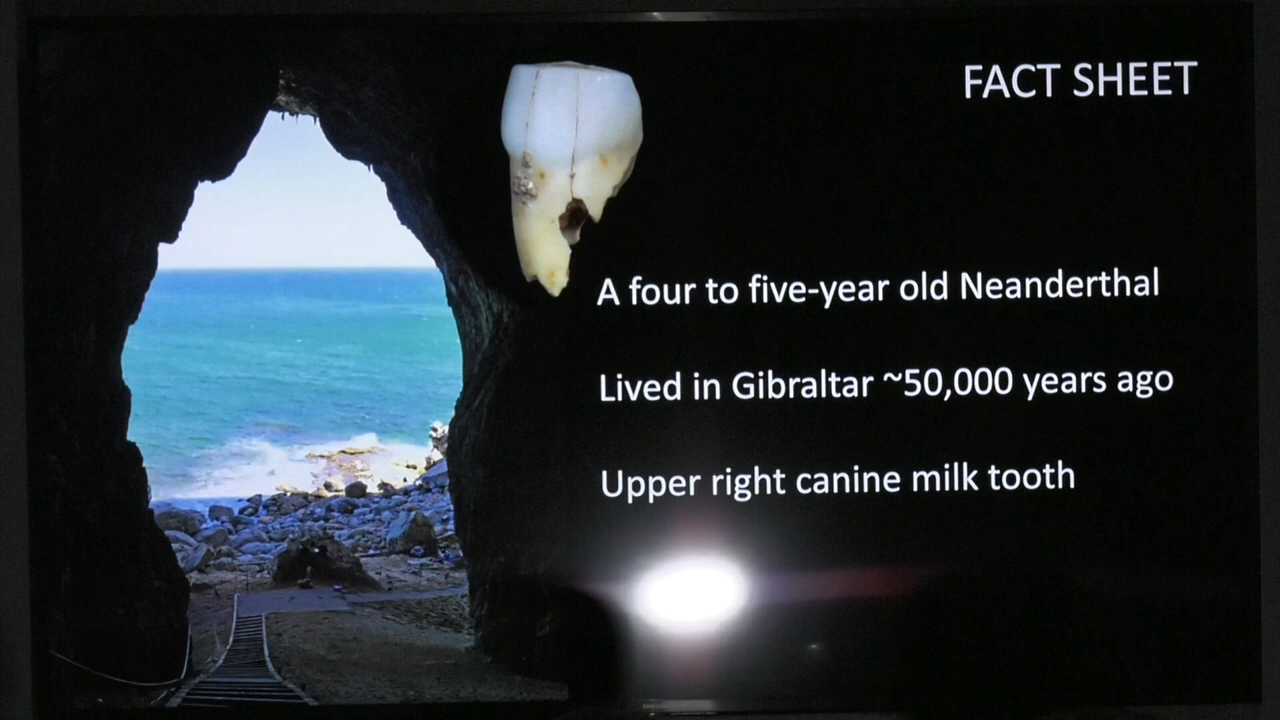 FACT SHEET
A four to five-year old Neanderthal
Lived in Gibraltar ~50,000 years ago
Upper right canine milk tooth
SAMSUNG